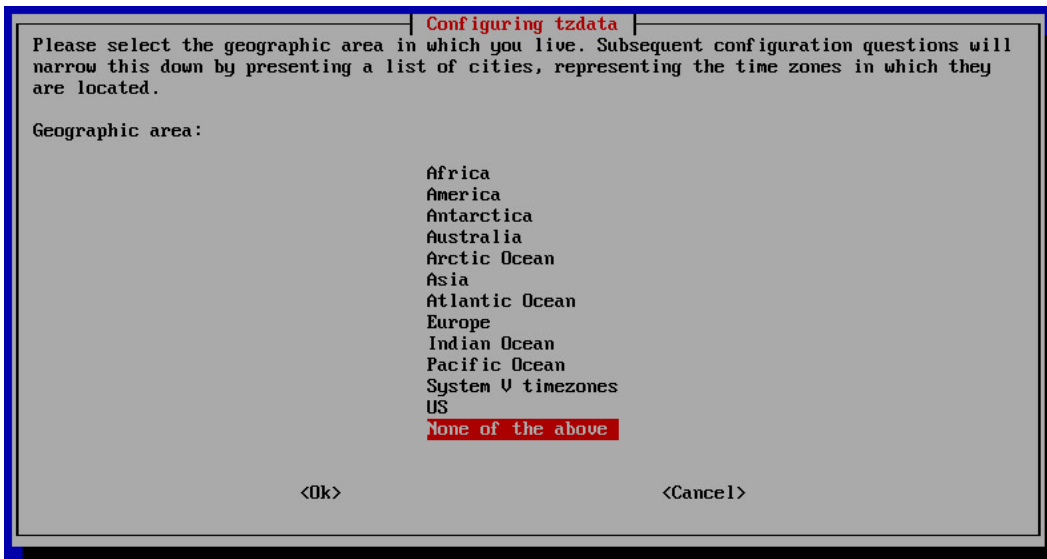 Configuring tzdata
Please select the geographic area in which you live. Subsequent configuration questions will
narrow this down by presenting a list of cities, representing the time zones in which they
are located.
Geographic area:
Africa
America
Antarctica
Australia
Arctic Ocean
Asia
Atlantic Ocean
Europe
Indian Ocean
Pacific Ocean
System V timezones
US
None of the above
<Ok> <Cancel>